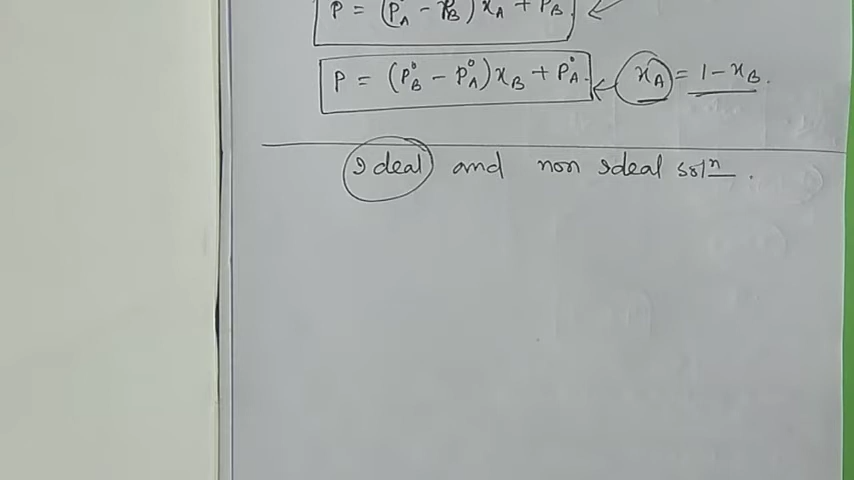 P = (P°A - P°B) xA + P°B.
P = (P°B - P°A) xB + P°A. ← xA = 1 - xB.
Ideal and non Ideal solⁿ.